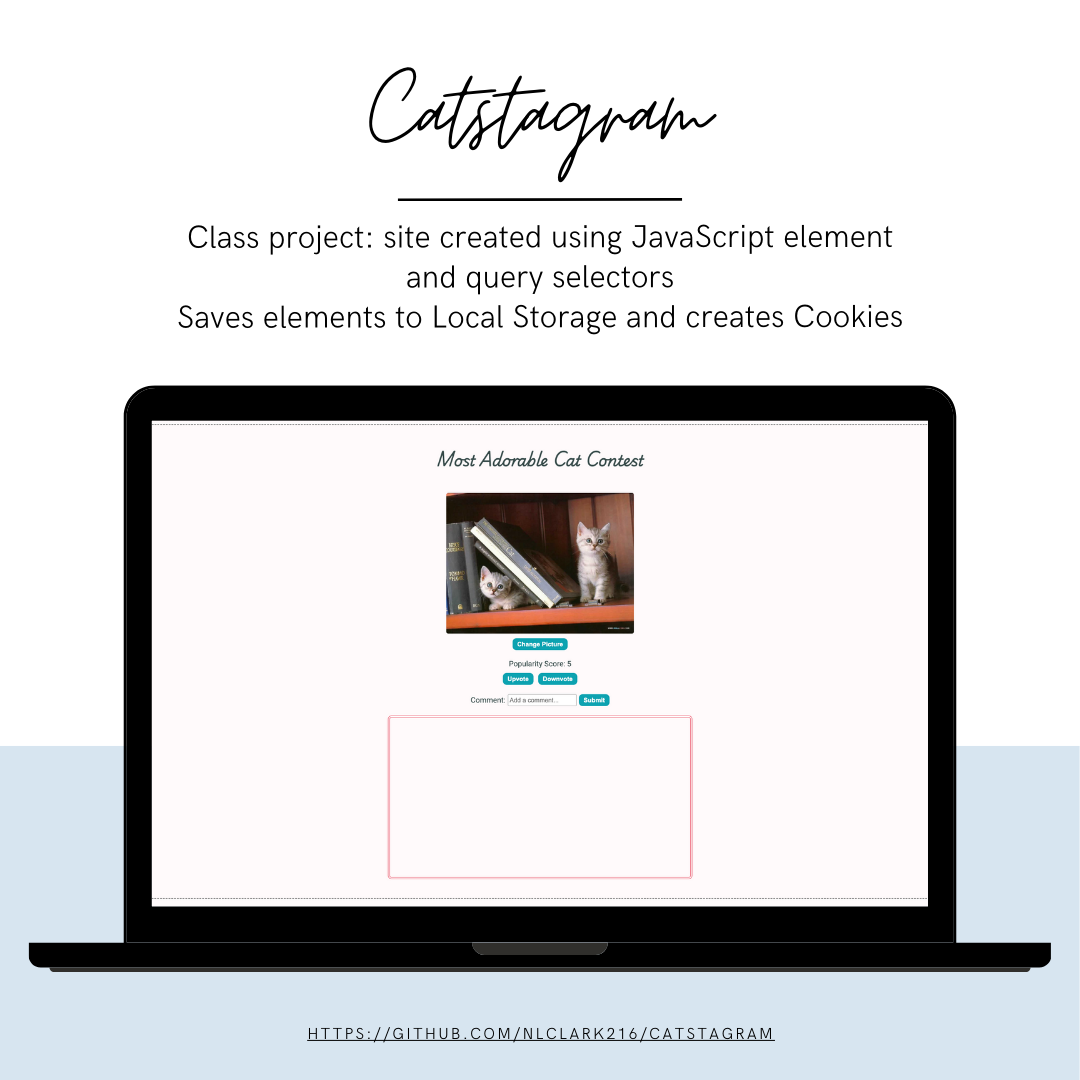 Catstagram
Class project: site created using JavaScript element
and query selectors
Saves elements to Local Storage and creates Cookies
Most Adorable Cat Contest
Change Picture
Popularity Score: 5
Upvote Downvote
Comment: Add a comment... Submit
HTTPS://GITHUB.COM/NLCLARK216/CATSTAGRAM